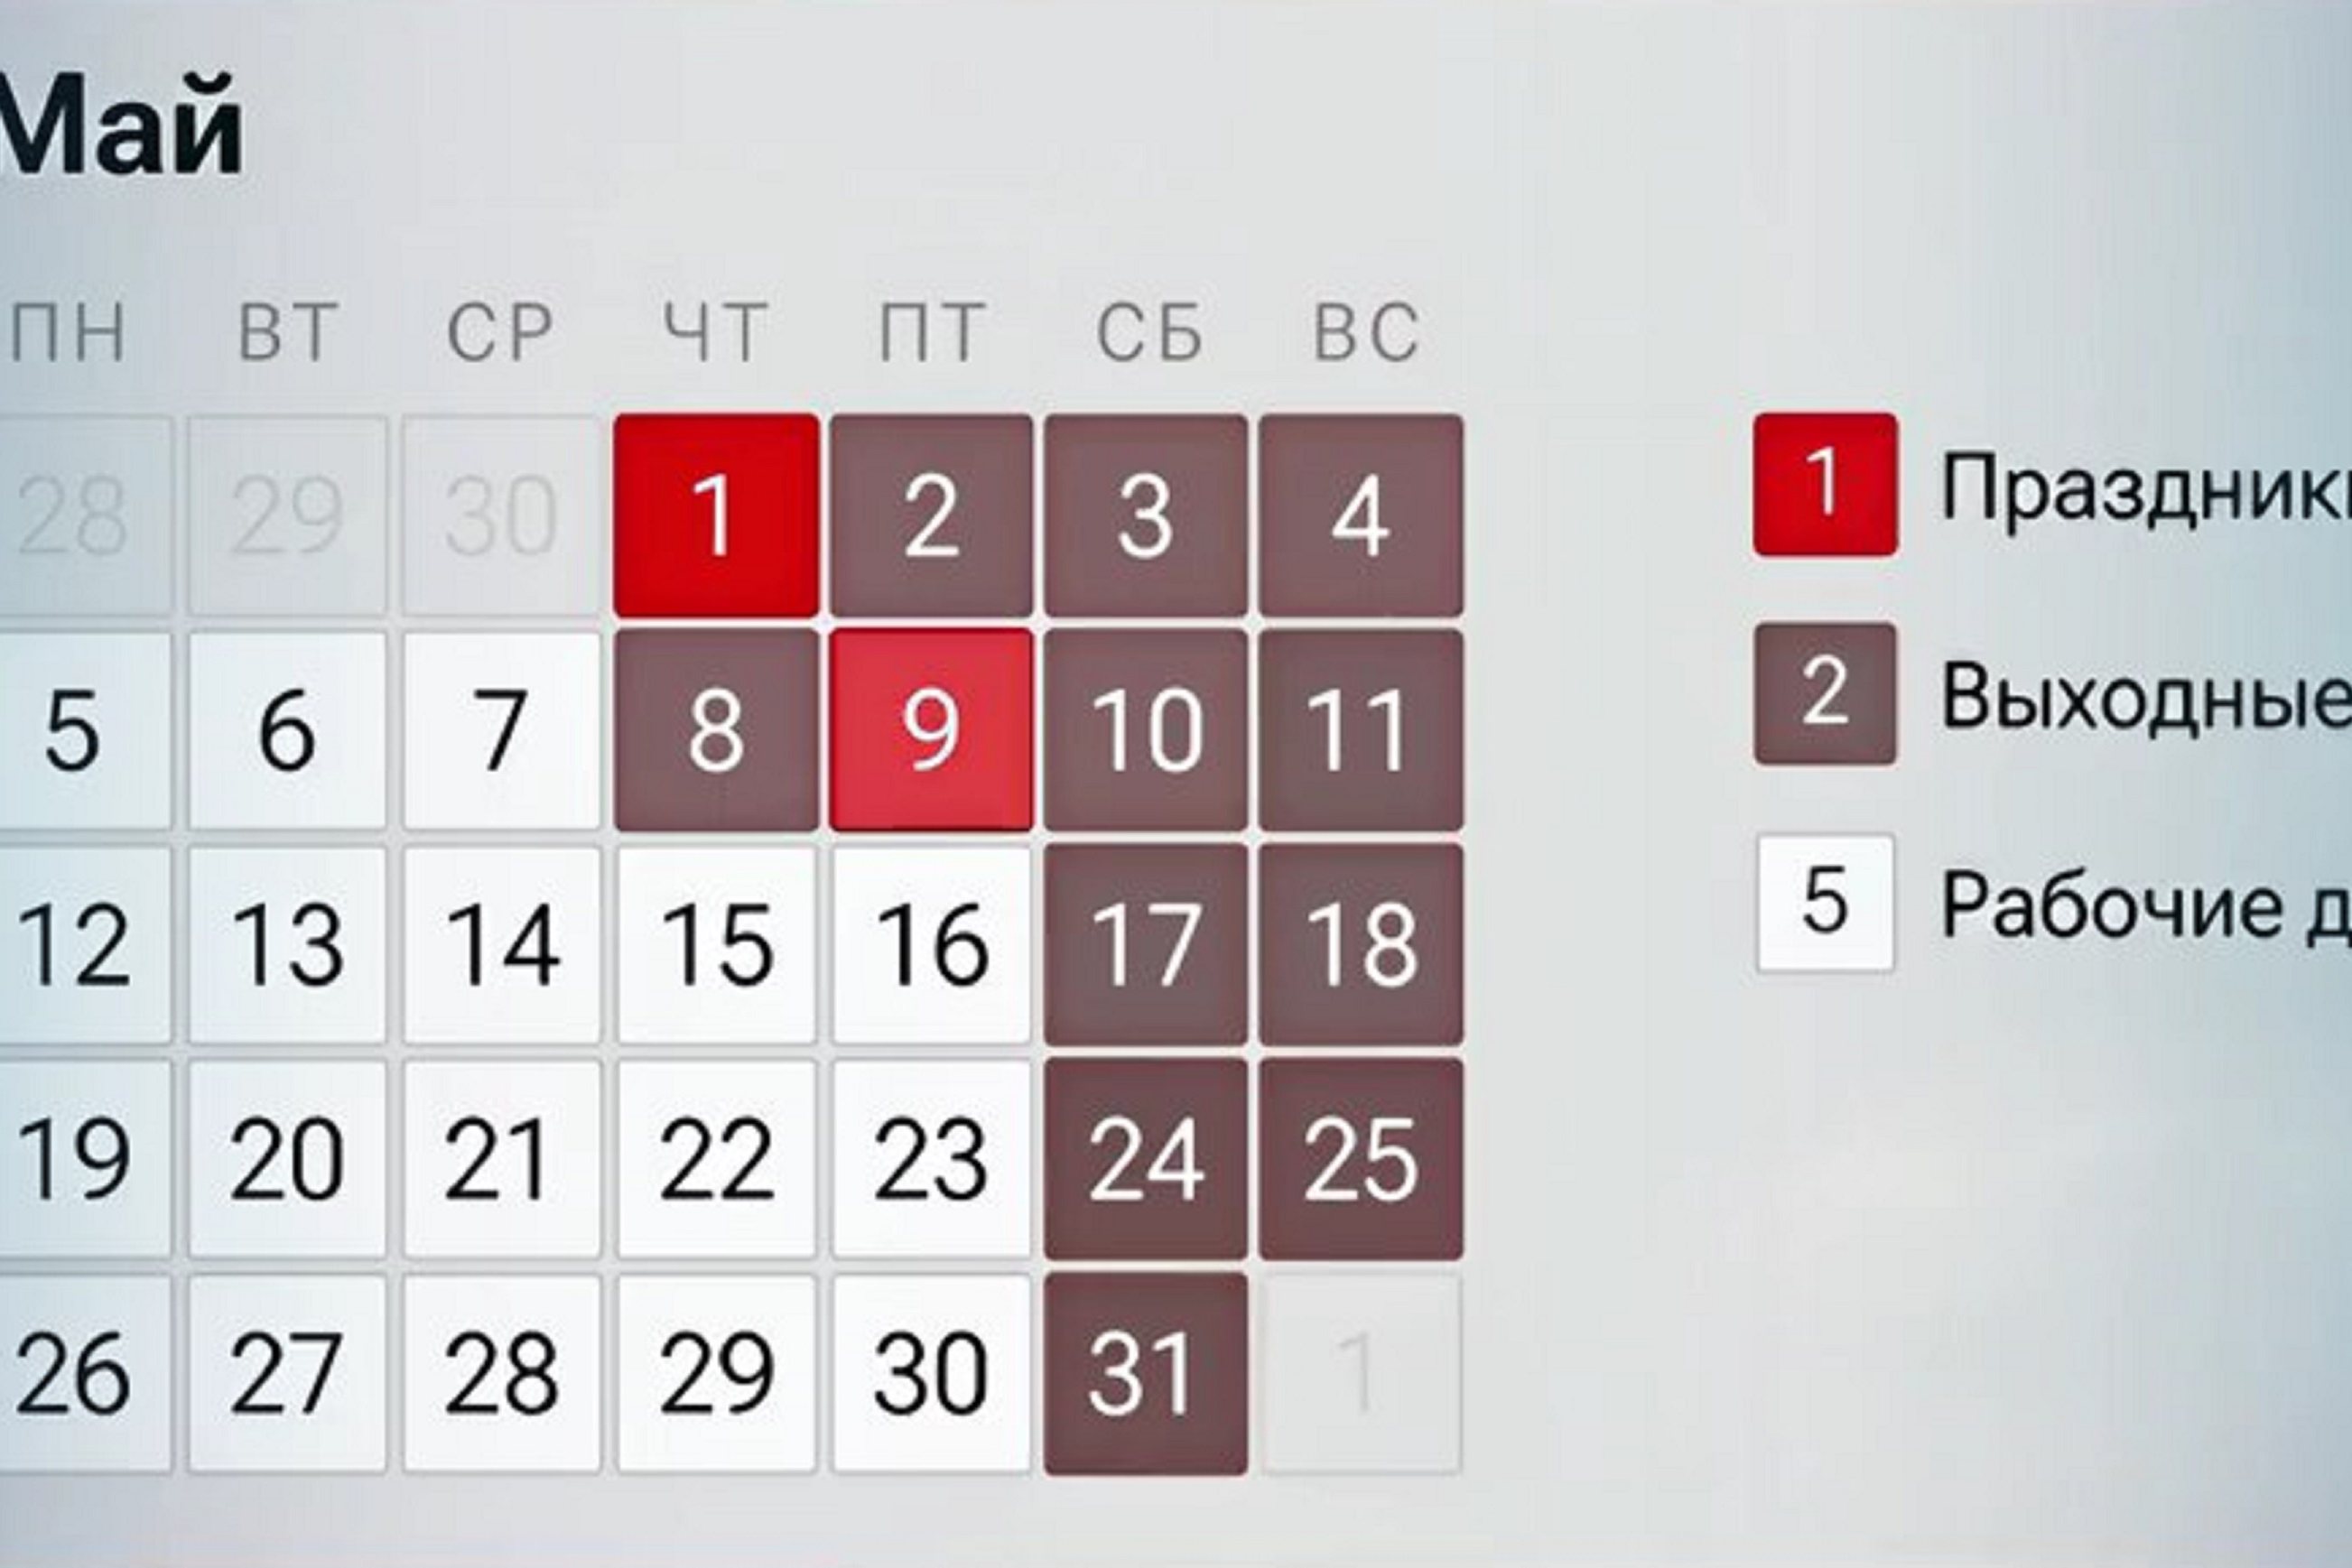 Май
ПН ВТ СР ЧТ ПТ СБ ВС
28 29 30 1 2 3 4
5 6 7 8 9 10 11
12 13 14 15 16 17 18
19 20 21 22 23 24 25
26 27 28 29 30 31 1
1 Праздник
2 Выходные
5 Рабочие д